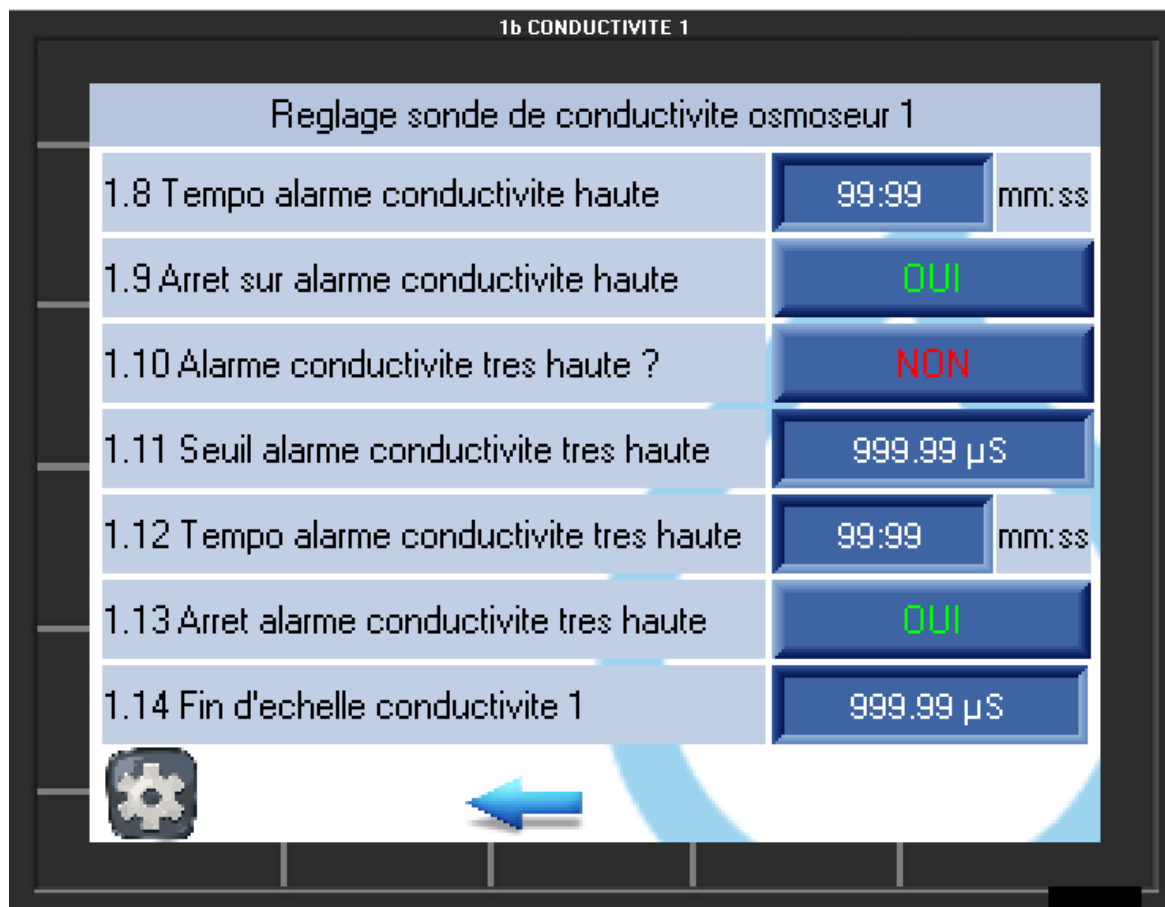 1b CONDUCTIVITE 1
Reglage sonde de conductivite osmoseur 1
1.8 Tempo alarme conductivite haute 99:99 mm:ss
1.9 Arret sur alarme conductivite haute OUI
1.10 Alarme conductivite tres haute ? NON
1.11 Seuil alarme conductivite tres haute 999.99 µS
1.12 Tempo alarme conductivite tres haute 99:99 mm:ss
1.13 Arret alarme conductivite tres haute OUI
1.14 Fin d'echelle conductivite 1 999.99 µS